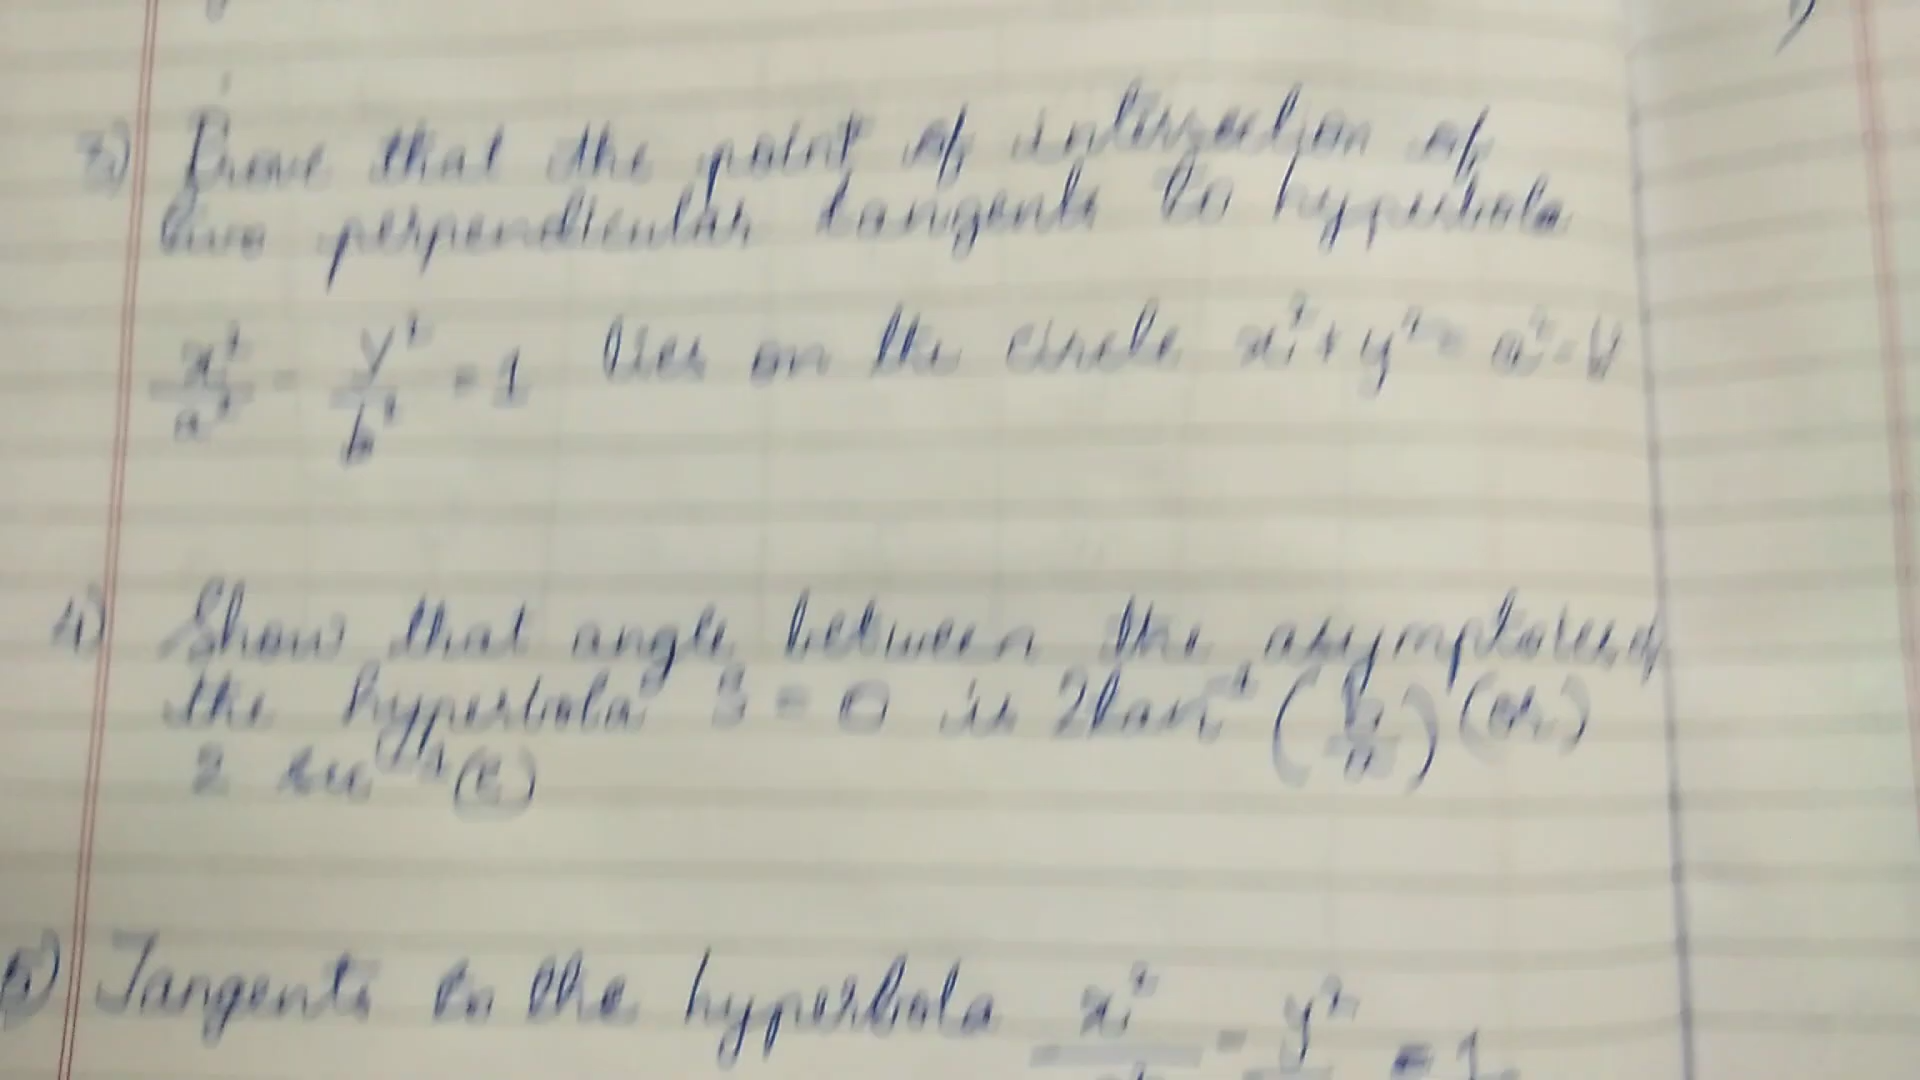 3) Prove that the point of intersection of
two perpendicular tangents to hyperbola
x²/a² - y²/b² = 1 lies on the circle x² + y² = a² - b
4) Show that angle between the asymptotes of
the hyperbola S = 0 is 2tan⁻¹ (b/a) (or)
2 sec⁻¹(e)
5) Tangents to the hyperbola x² - y² = 1